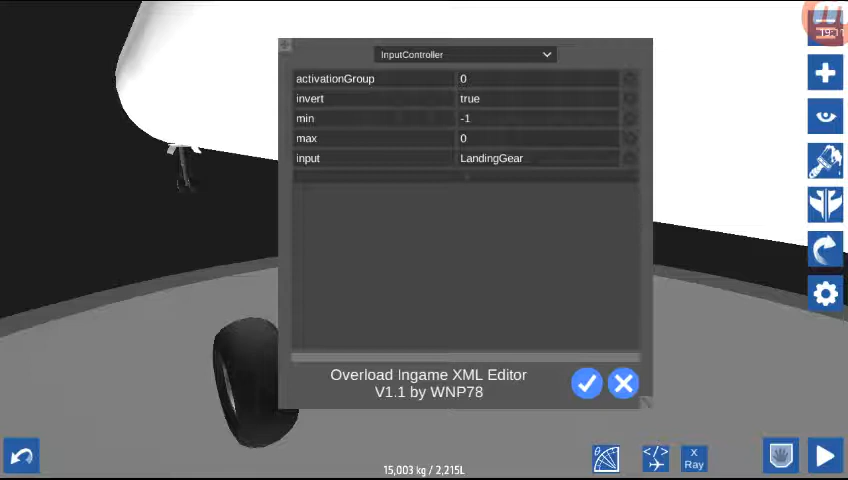 InputController
activationGroup 0
invert true
min -1
max 0
input LandingGear
Overload Ingame XML Editor
V1.1 by WNP78
X
Ray
15,003 kg / 2,215L